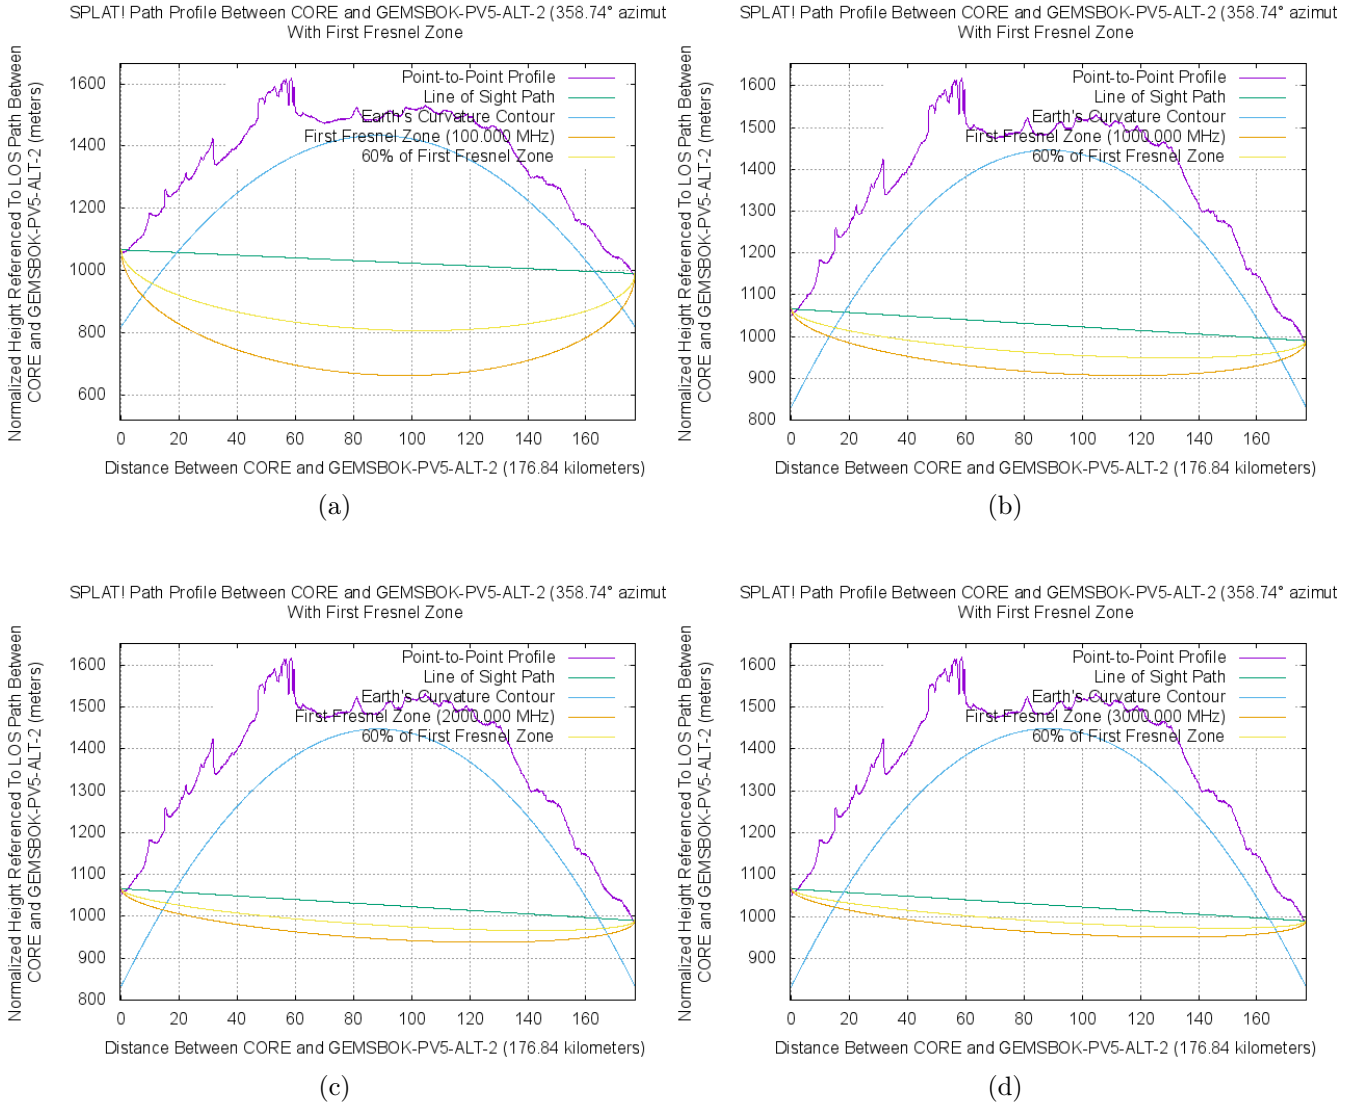 SPLAT! Path Profile Between CORE and GEMSBOK-PV5-ALT-2 (358.74° azimut
With First Fresnel Zone
Normalized Height Referenced To LOS Path Between
CORE and GEMSBOK-PV5-ALT-2 (meters)
Point-to-Point Profile
Line of Sight Path
Earth's Curvature Contour
First Fresnel Zone (100.000 MHz)
60% of First Fresnel Zone
1600
1400
1200
1000
800
600
0 20 40 60 80 100 120 140 160
Distance Between CORE and GEMSBOK-PV5-ALT-2 (176.84 kilometers)
(a)
SPLAT! Path Profile Between CORE and GEMSBOK-PV5-ALT-2 (358.74° azimut
With First Fresnel Zone
Normalized Height Referenced To LOS Path Between
CORE and GEMSBOK-PV5-ALT-2 (meters)
Point-to-Point Profile
Line of Sight Path
Earth's Curvature Contour
First Fresnel Zone (1000.000 MHz)
60% of First Fresnel Zone
1600
1500
1400
1300
1200
1100
1000
900
800
0 20 40 60 80 100 120 140 160
Distance Between CORE and GEMSBOK-PV5-ALT-2 (176.84 kilometers)
(b)
SPLAT! Path Profile Between CORE and GEMSBOK-PV5-ALT-2 (358.74° azimut
With First Fresnel Zone
Normalized Height Referenced To LOS Path Between
CORE and GEMSBOK-PV5-ALT-2 (meters)
Point-to-Point Profile
Line of Sight Path
Earth's Curvature Contour
First Fresnel Zone (2000.000 MHz)
60% of First Fresnel Zone
1600
1500
1400
1300
1200
1100
1000
900
800
0 20 40 60 80 100 120 140 160
Distance Between CORE and GEMSBOK-PV5-ALT-2 (176.84 kilometers)
(c)
SPLAT! Path Profile Between CORE and GEMSBOK-PV5-ALT-2 (358.74° azimut
With First Fresnel Zone
Normalized Height Referenced To LOS Path Between
CORE and GEMSBOK-PV5-ALT-2 (meters)
Point-to-Point Profile
Line of Sight Path
Earth's Curvature Contour
First Fresnel Zone (3000.000 MHz)
60% of First Fresnel Zone
1600
1500
1400
1300
1200
1100
1000
900
800
0 20 40 60 80 100 120 140 160
Distance Between CORE and GEMSBOK-PV5-ALT-2 (176.84 kilometers)
(d)